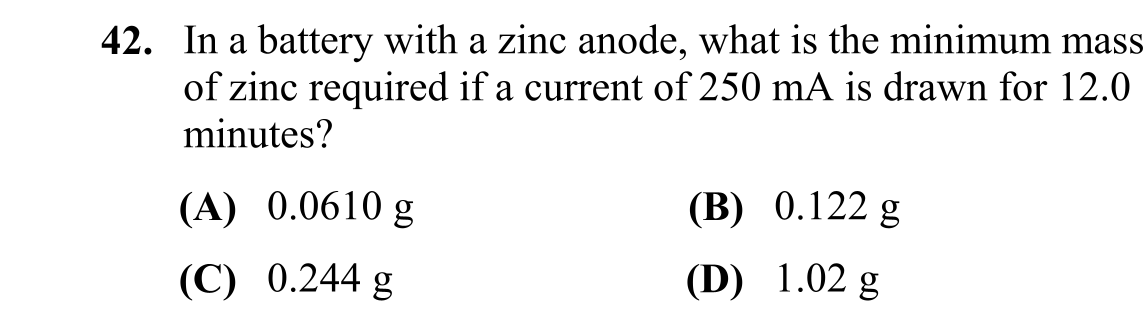 42. In a battery with a zinc anode, what is the minimum mass
of zinc required if a current of 250 mA is drawn for 12.0
minutes?
(A) 0.0610 g (B) 0.122 g
(C) 0.244 g (D) 1.02 g